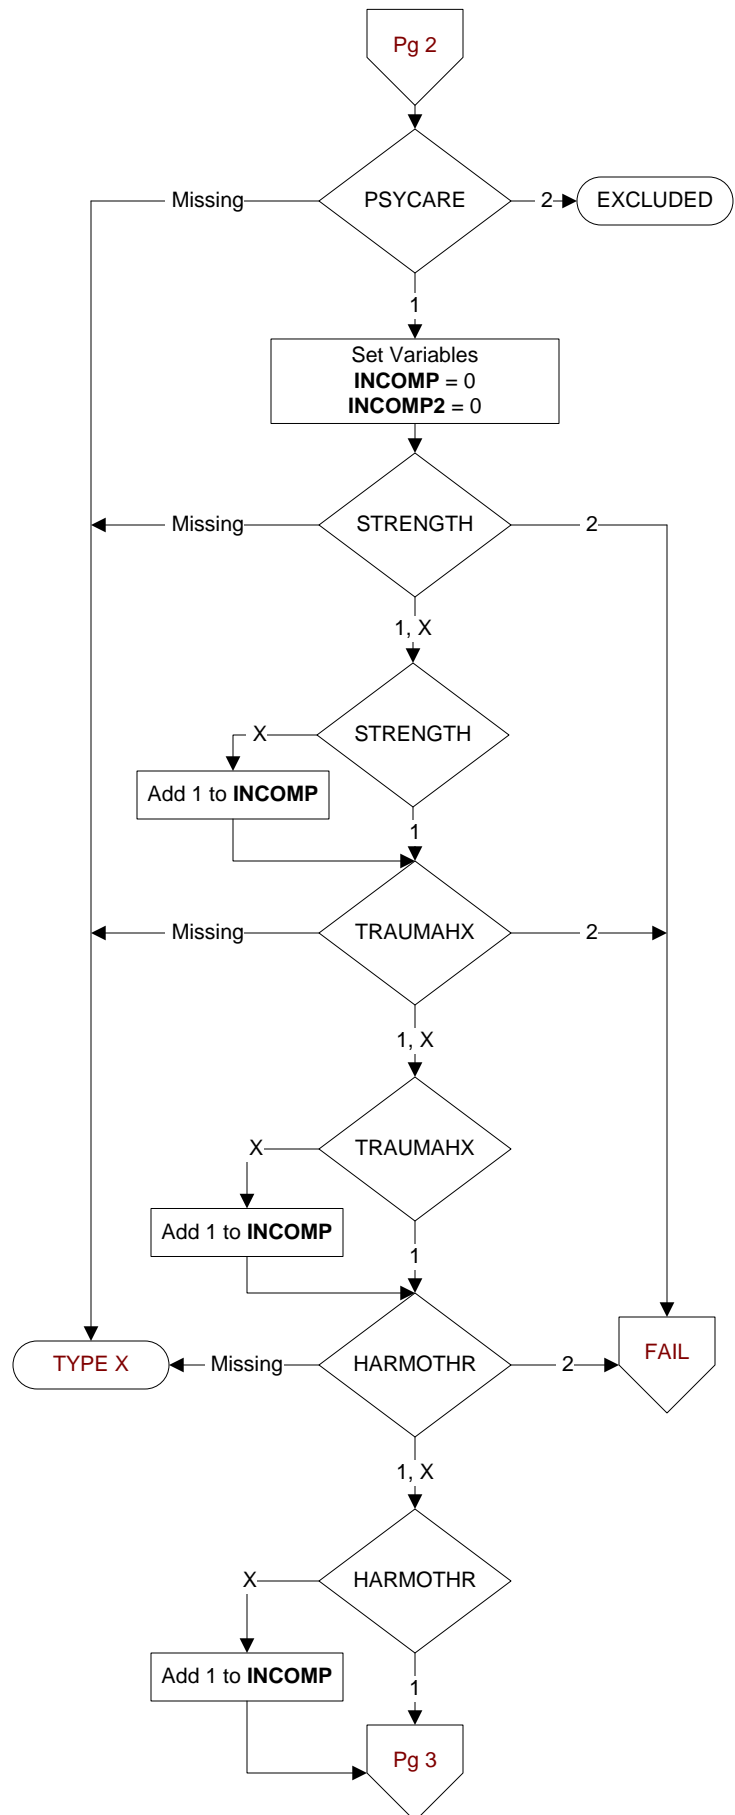 Pg 2
Missing
PSYCARE
2
EXCLUDED
1
Set Variables
INCOMP = 0
INCOMP2 = 0
Missing
STRENGTH
2
1, X
X
STRENGTH
Add 1 to INCOMP
1
Missing
TRAUMAHX
2
1, X
X
TRAUMAHX
Add 1 to INCOMP
1
TYPE X
Missing
HARMOTHR
2
FAIL
1, X
X
HARMOTHR
Add 1 to INCOMP
1
Pg 3